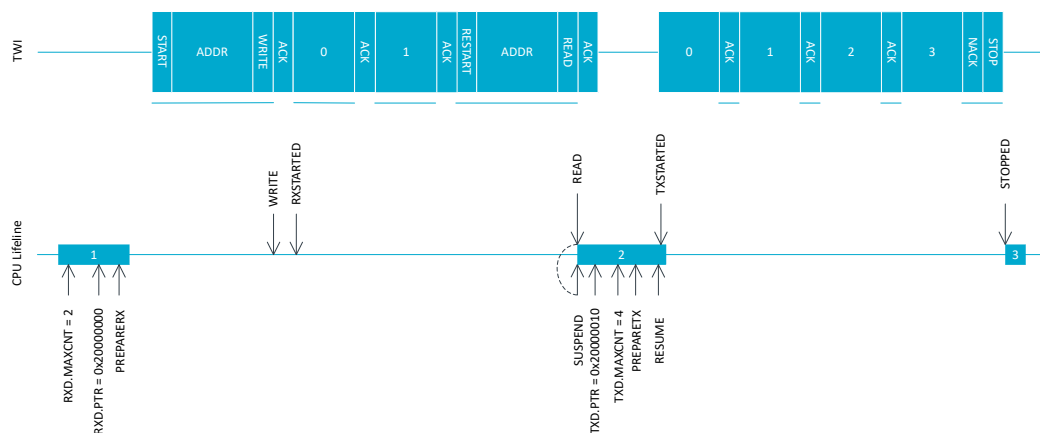 TWI
START
ADDR
WRITE
ACK
0
ACK
1
ACK
RESTART
ADDR
READ
ACK
0
ACK
1
ACK
2
ACK
3
NACK
STOP
CPU Lifeline
WRITE
RXSTARTED
READ
TXSTARTED
STOPPED
1
2
3
RXD.MAXCNT = 2
RXD.PTR = 0x20000000
PREPARERX
SUSPEND
TXD.PTR = 0x20000010
TXD.MAXCNT = 4
PREPARETX
RESUME